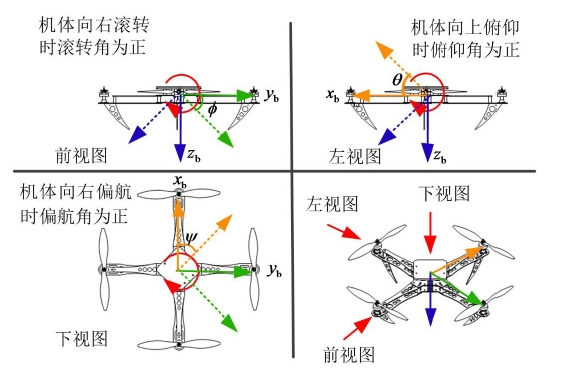 机体向右滚转
时滚转角为正
y_b
ϕ
z_b
前视图
机体向上俯仰
时俯仰角为正
θ
x_b
z_b
左视图
机体向右偏航
时偏航角为正
x_b
ψ
y_b
下视图
左视图
下视图
前视图